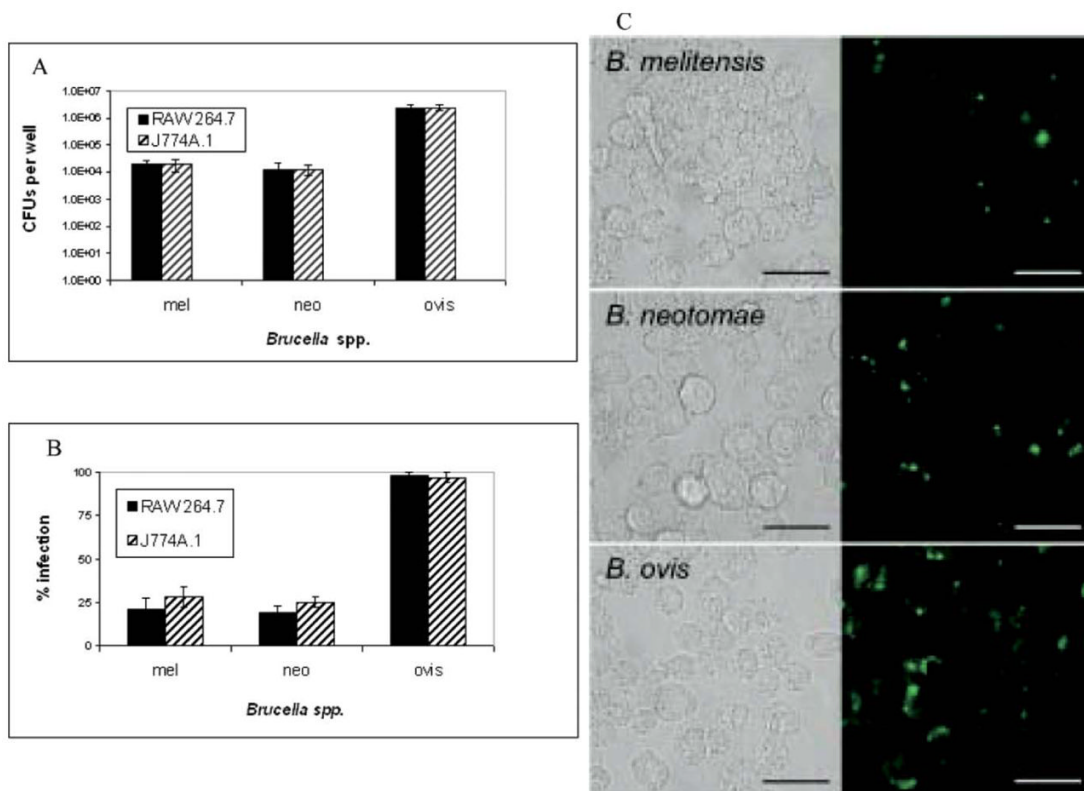 A
CFUs per well
1.0E+07
1.0E+06
1.0E+05
1.0E+04
1.0E+03
1.0E+02
1.0E+01
1.0E+00
RAW264.7
J774A.1
mel neo ovis
Brucella spp.
B
% infection
100
75
50
25
0
RAW264.7
J774A.1
mel neo ovis
Brucella spp.
C
B. melitensis
B. neotomae
B. ovis